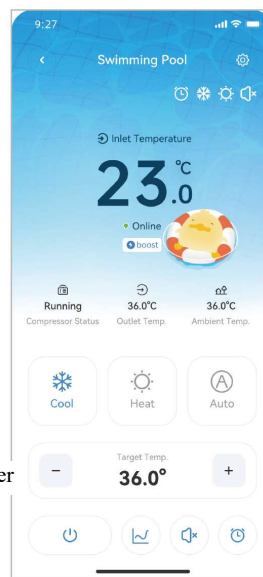 9:27
Swimming Pool
Inlet Temperature
23.0 °C
Online
boost
Running 36.0°C 36.0°C
Compressor Status Outlet Temp. Ambient Temp.
Cool Heat A Auto
Target Temp.
er − 36.0° +